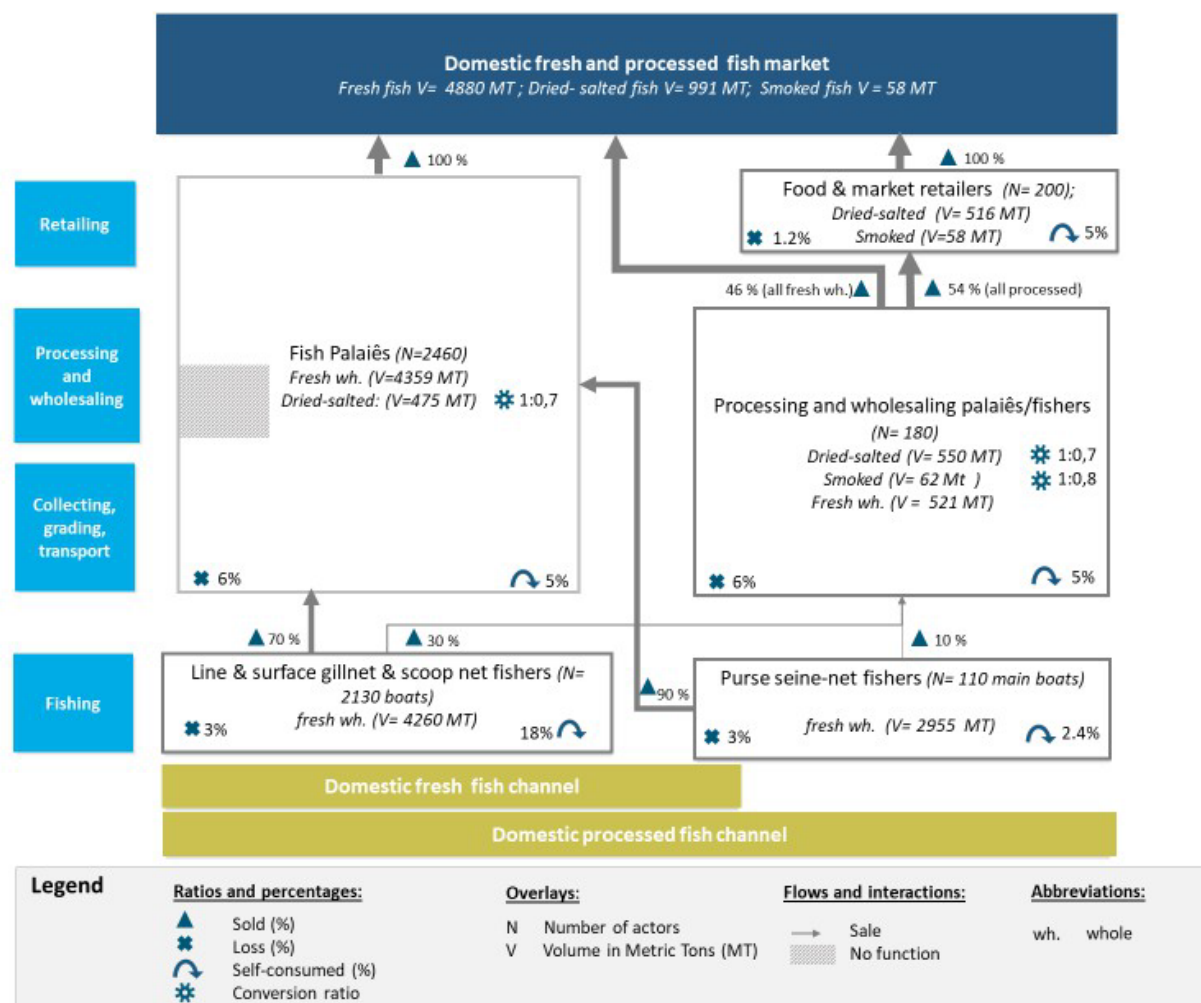 Domestic fresh and processed fish market
Fresh fish V= 4880 MT ; Dried- salted fish V= 991 MT; Smoked fish V = 58 MT
100 %
100 %
Retailing
Food & market retailers (N= 200);
Dried-salted (V= 516 MT)
Smoked (V=58 MT)
1.2%
5%
46 % (all fresh wh.)
54 % (all processed)
Processing
and
wholesaling
Fish Palaiês (N=2460)
Fresh wh. (V=4359 MT)
Dried-salted: (V=475 MT)
1:0,7
Processing and wholesaling palaiês/fishers
(N= 180)
Dried-salted (V= 550 MT)
1:0,7
Smoked (V= 62 Mt )
1:0,8
Fresh wh. (V = 521 MT)
Collecting,
grading,
transport
6%
5%
6%
5%
70 %
30 %
10 %
90 %
Fishing
Line & surface gillnet & scoop net fishers (N=
2130 boats)
fresh wh. (V= 4260 MT)
3%
18%
Purse seine-net fishers (N= 110 main boats)
fresh wh. (V= 2955 MT)
3%
2.4%
Domestic fresh fish channel
Domestic processed fish channel
Legend
Ratios and percentages:
Sold (%)
Loss (%)
Self-consumed (%)
Conversion ratio
Overlays:
N Number of actors
V Volume in Metric Tons (MT)
Flows and interactions:
Sale
No function
Abbreviations:
wh. whole